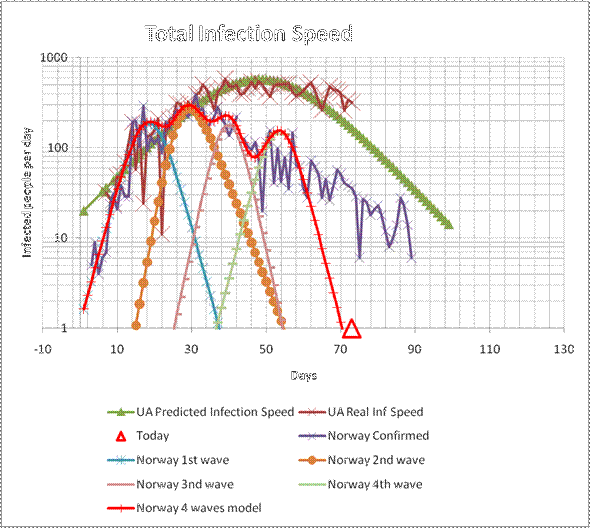 Total Infection Speed
1000
100
10
1
Infected people per day
-10 10 30 50 70 90 110 130
Days
UA Predicted Infection Speed UA Real Inf Speed
Today Norway Confirmed
Norway 1st wave Norway 2nd wave
Norway 3nd wave Norway 4th wave
Norway 4 waves model